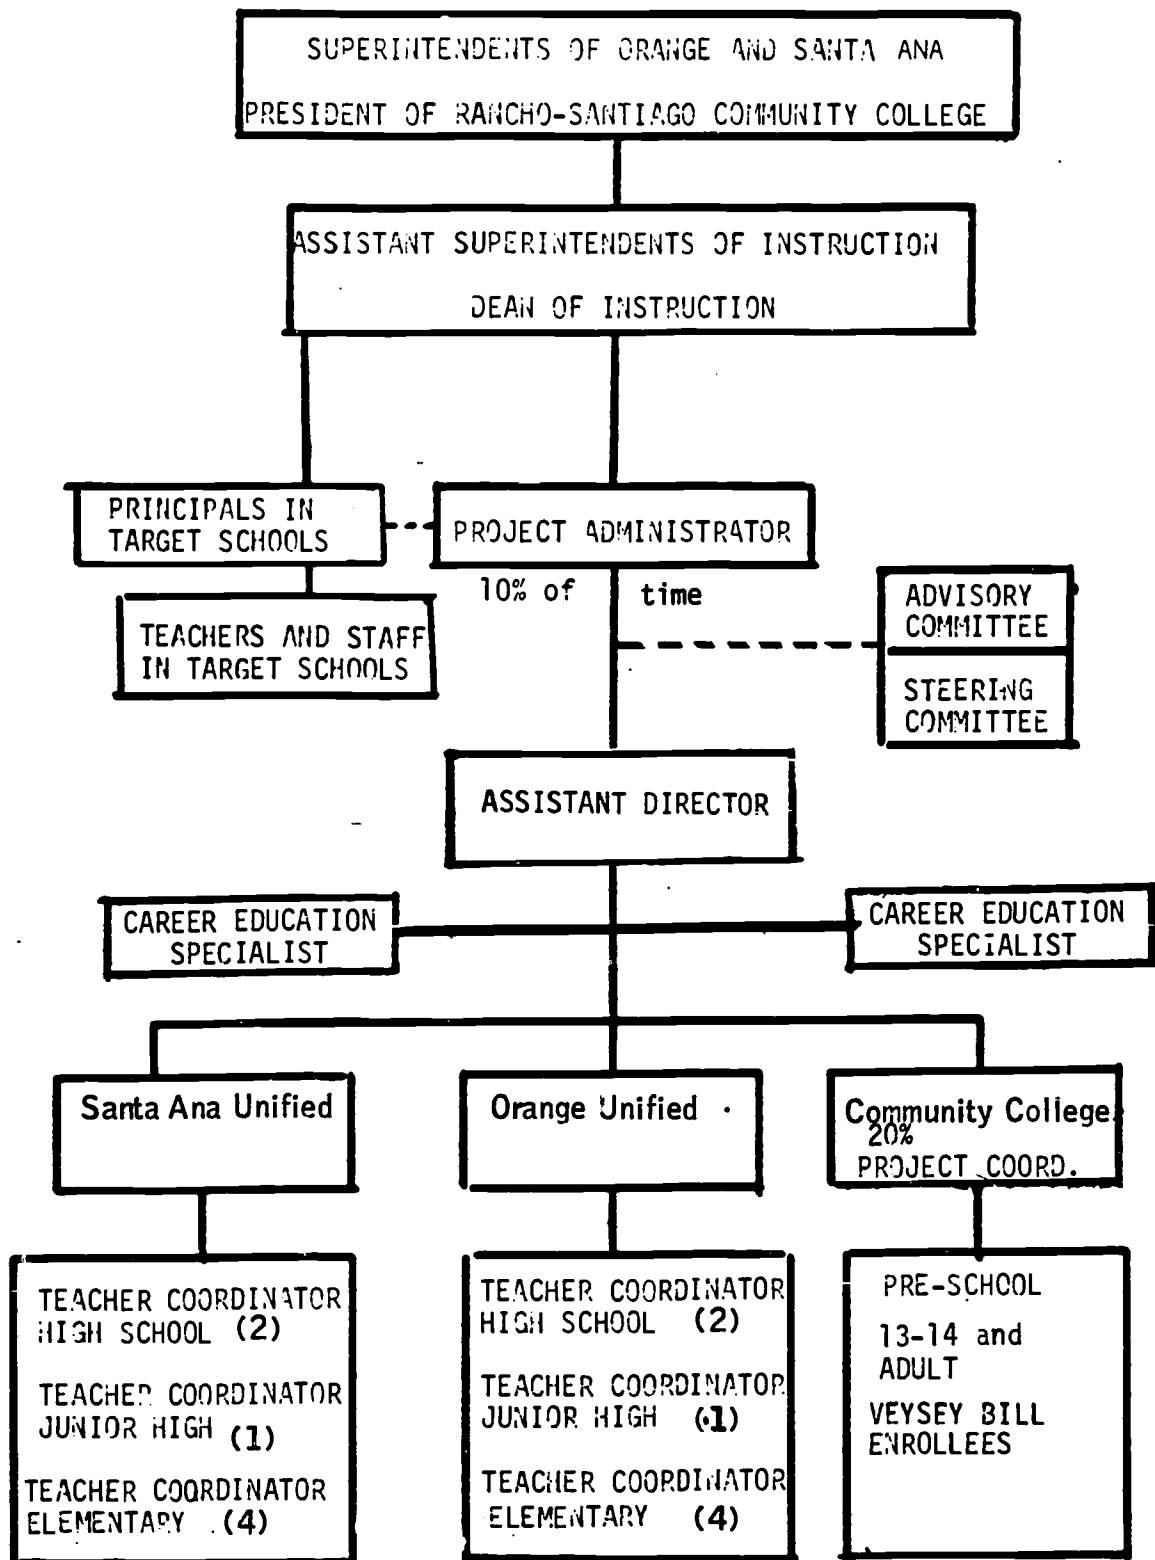 SUPERINTENDENTS OF ORANGE AND SANTA ANA
PRESIDENT OF RANCHO-SANTIAGO COMMUNITY COLLEGE
ASSISTANT SUPERINTENDENTS OF INSTRUCTION
DEAN OF INSTRUCTION
PRINCIPALS IN
TARGET SCHOOLS
PROJECT ADMINISTRATOR
10% of time
TEACHERS AND STAFF
IN TARGET SCHOOLS
ADVISORY
COMMITTEE
STEERING
COMMITTEE
ASSISTANT DIRECTOR
CAREER EDUCATION
SPECIALIST
CAREER EDUCATION
SPECIALIST
Santa Ana Unified
Orange Unified
Community College
20%
PROJECT COORD.
TEACHER COORDINATOR
HIGH SCHOOL (2)
TEACHER COORDINATOR
JUNIOR HIGH (1)
TEACHER COORDINATOR
ELEMENTARY (4)
TEACHER COORDINATOR
HIGH SCHOOL (2)
TEACHER COORDINATOR
JUNIOR HIGH (1)
TEACHER COORDINATOR
ELEMENTARY (4)
PRE-SCHOOL
13-14 and
ADULT
VEYSEY BILL
ENROLLEES